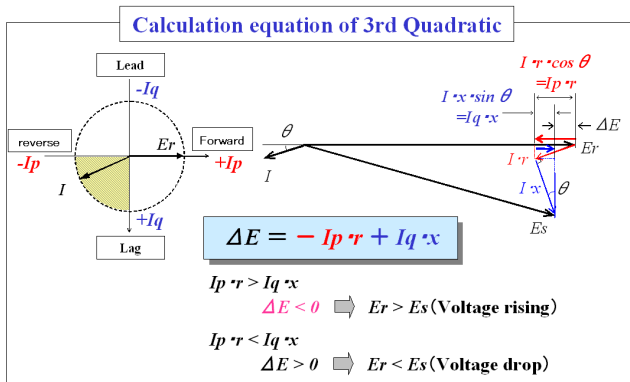 Calculation equation of 3rd Quadratic
Lead
-Iq
reverse
Forward
-Ip
Er
+Ip
I
+Iq
Lag
I・r・cos θ
=Ip・r
I・x・sin θ
=Iq・x
ΔE
θ
Er
I
I・r
I・x
θ
Es
ΔE = − Ip・r + Iq・x
Ip・r > Iq・x
ΔE < 0 Er > Es (Voltage rising)
Ip・r < Iq・x
ΔE > 0 Er < Es (Voltage drop)